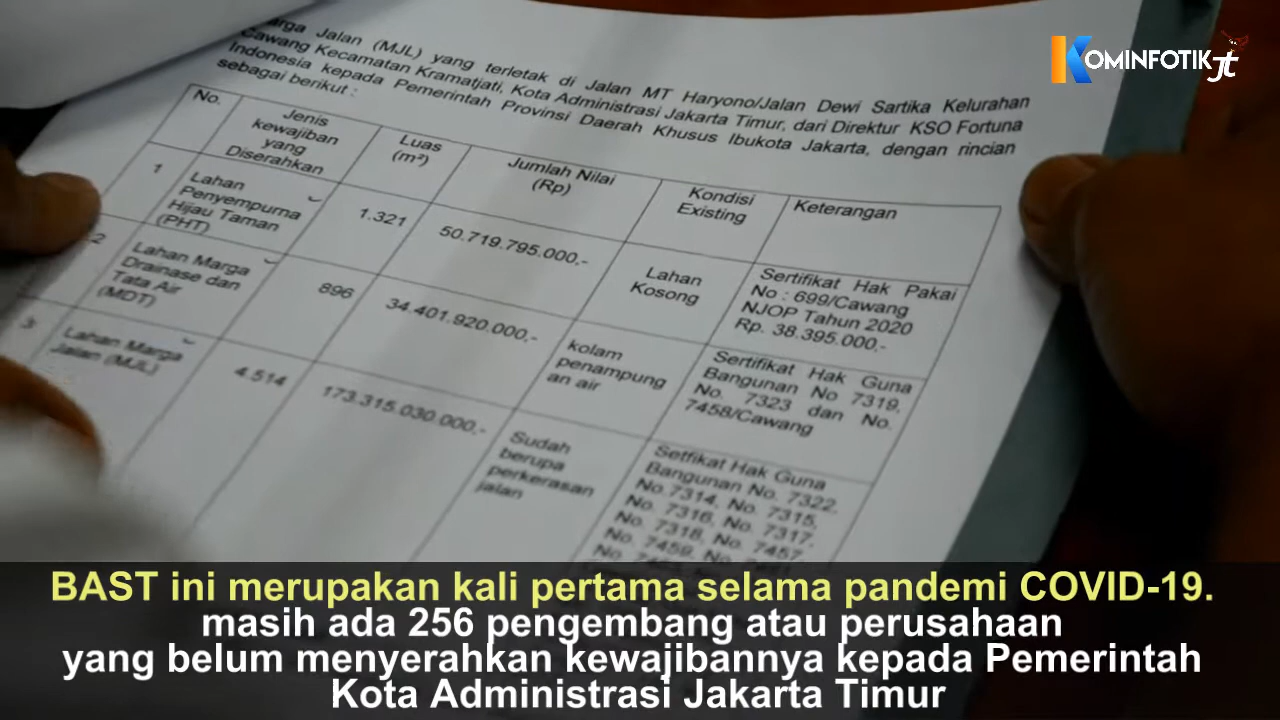 KOMINFOTIK JT
Marga Jalan (MJL) yang terletak di Jalan MT Haryono/Jalan Dewi Sartika Kelurahan
Cawang Kecamatan Kramatjati, Kota Administrasi Jakarta Timur, dari Direktur KSO Fortuna
Indonesia kepada Pemerintah Provinsi Daerah Khusus Ibukota Jakarta, dengan rincian
sebagai berikut :
No.
Jenis
kewajiban
yang
Diserahkan
Luas
(m²)
Jumlah Nilai
(Rp)
Kondisi
Existing
Keterangan
1
Lahan
Penyempurna
Hijau Taman
(PHT)
1.321
50.719.795.000,-
Lahan
Kosong
Sertifikat Hak Pakai
No : 699/Cawang
NJOP Tahun 2020
Rp. 38.395.000,-
2
Lahan Marga
Drainase dan
Tata Air
(MDT)
896
34.401.920.000,-
kolam
penampung
an air
Sertifikat Hak Guna
Bangunan No 7319,
No. 7323 dan No.
7458/Cawang
3
Lahan Marga
Jalan (MJL)
4.514
173.315.030.000,-
Sudah
berupa
perkerasan
jalan
Setfikat Hak Guna
Bangunan No. 7322,
No.7314, No. 7315,
No. 7316, No. 7317,
No. 7318, No. 7457,
No. 7459, No.
BAST ini merupakan kali pertama selama pandemi COVID-19.
masih ada 256 pengembang atau perusahaan
yang belum menyerahkan kewajibannya kepada Pemerintah
Kota Administrasi Jakarta Timur